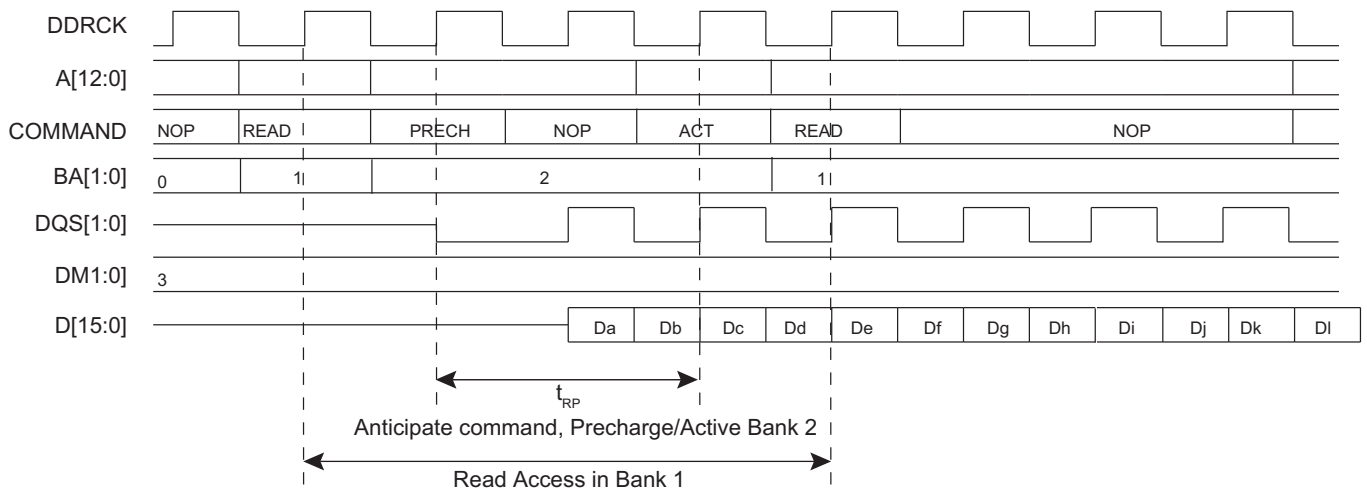 DDRCK
A[12:0]
COMMAND NOP READ PRECH NOP ACT READ NOP
BA[1:0] 0 1 2 1
DQS[1:0]
DM1:0] 3
D[15:0] Da Db Dc Dd De Df Dg Dh Di Dj Dk Dl
tRP
Anticipate command, Precharge/Active Bank 2
Read Access in Bank 1